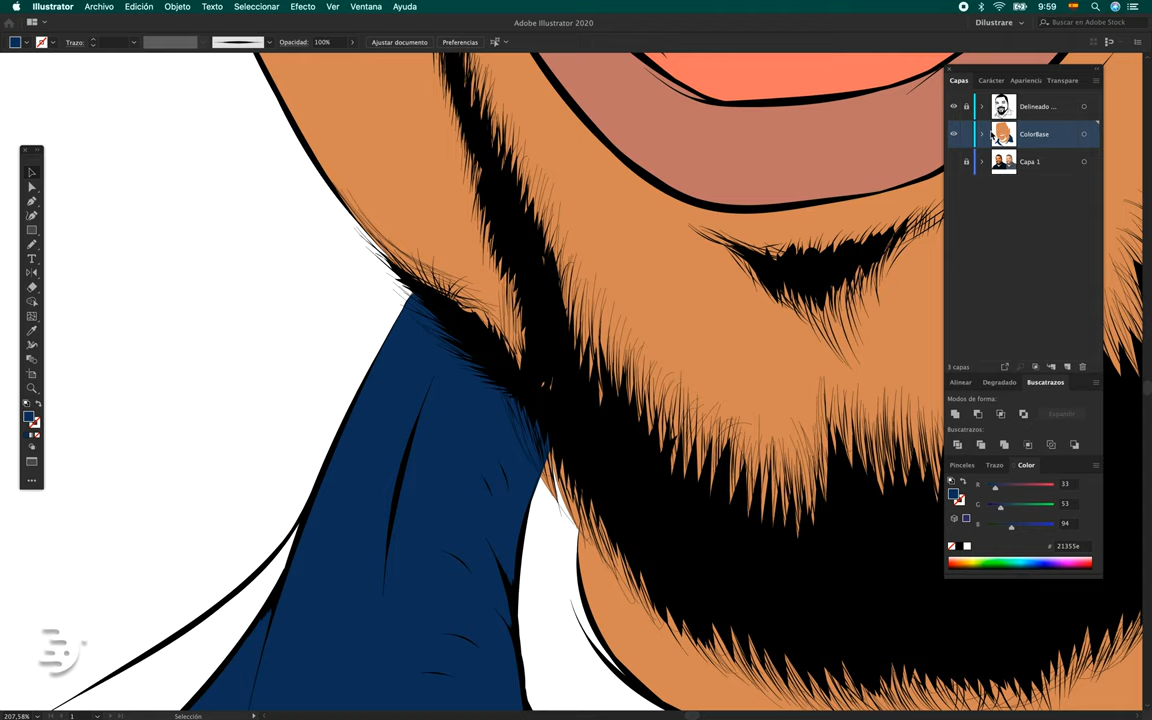 Illustrator Archivo Edición Objeto Texto Seleccionar Efecto Ver Ventana Ayuda 9:59
Adobe Illustrator 2020 Dilustrare Buscar en Adobe Stock
Trazo: Opacidad: 100% Ajustar documento Preferencias
Capas Carácter Aparienci Transpare
Delineado ...
ColorBase
Capa 1
3 capas
Alinear Degradado Buscatrazos
Modos de forma:
Expandir
Buscatrazos:
Pinceles Trazo Color
R 33
G 53
B 94
# 21355e
207,58% 1 Selección